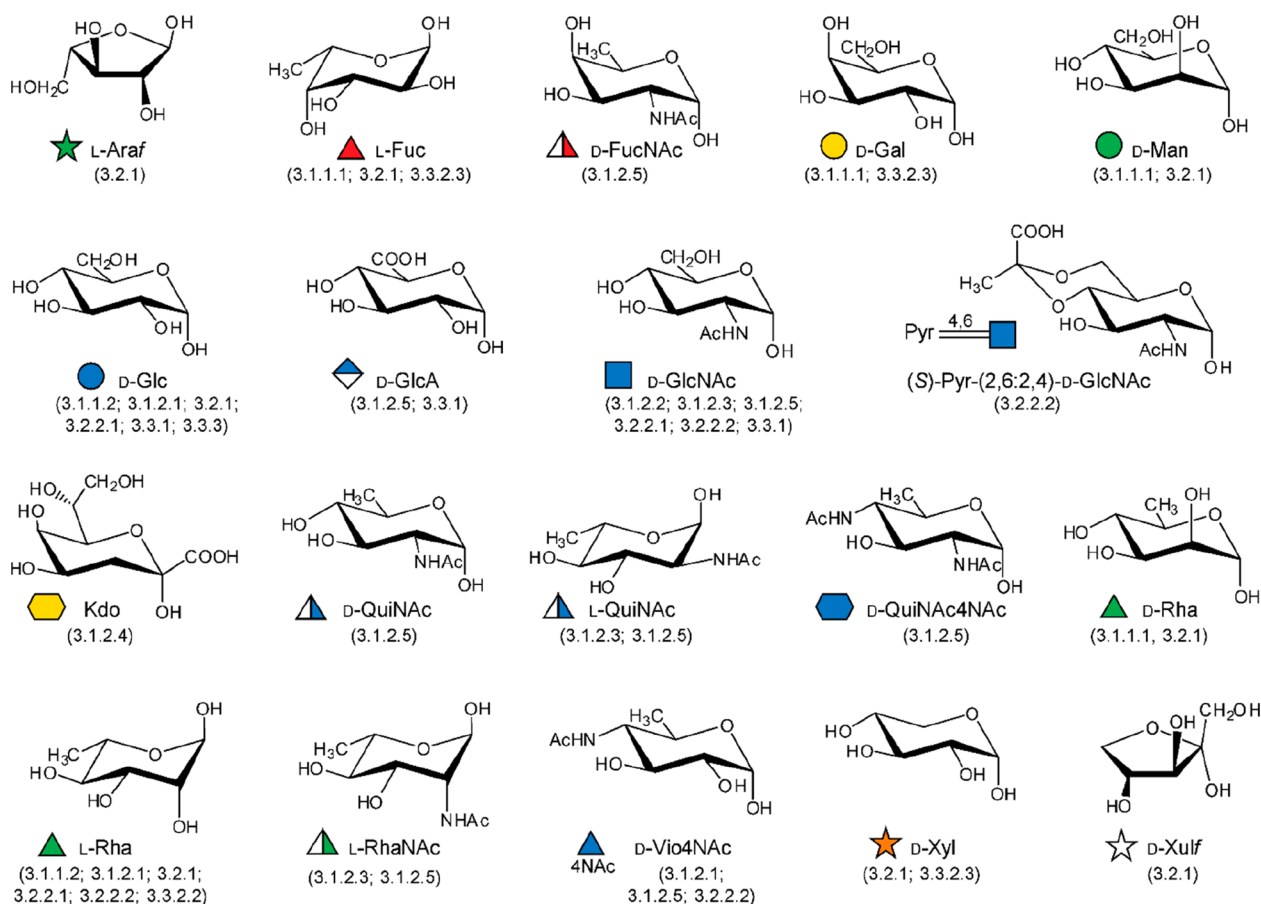 HO
O
OH
HOH2C
OH
L-Araf
(3.2.1)
OH
H3C
O
OH
HO
OH
L-Fuc
(3.1.1.1; 3.2.1; 3.3.2.3)
OH
H3C
O
HO
NHAc
OH
D-FucNAc
(3.1.2.5)
OH
CH2OH
O
HO
OH
OH
D-Gal
(3.1.1.1; 3.3.2.3)
OH
CH2OH
HO
O
HO
OH
D-Man
(3.1.1.1; 3.2.1)
CH2OH
HO
O
HO
OH
OH
D-Glc
(3.1.1.2; 3.1.2.1; 3.2.1;
3.2.2.1; 3.3.1; 3.3.3)
COOH
HO
O
HO
OH
OH
D-GlcA
(3.1.2.5; 3.3.1)
CH2OH
HO
O
HO
AcHN
OH
D-GlcNAc
(3.1.2.2; 3.1.2.3; 3.1.2.5;
3.2.2.1; 3.2.2.2; 3.3.1)
COOH
H3C
O
O
O
HO
AcHN
OH
Pyr
4,6
(S)-Pyr-(2,6:2,4)-D-GlcNAc
(3.2.2.2)
HO
CH2OH
HO
O
COOH
HO
OH
Kdo
(3.1.2.4)
H3C
O
HO
HO
NHAc
OH
D-QuiNAc
(3.1.2.5)
OH
H3C
O
HO
NHAc
HO
L-QuiNAc
(3.1.2.3; 3.1.2.5)
H3C
O
AcHN
HO
NHAc
OH
D-QuiNAc4NAc
(3.1.2.5)
OH
H3C
O
HO
HO
OH
D-Rha
(3.1.1.1, 3.2.1)
OH
H3C
O
HO
HO
OH
L-Rha
(3.1.1.2; 3.1.2.1; 3.2.1;
3.2.2.1; 3.2.2.2; 3.3.2.2)
OH
H3C
O
HO
HO
NHAc
L-RhaNAc
(3.1.2.3; 3.1.2.5)
H3C
O
AcHN
HO
OH
OH
4NAc
D-Vio4NAc
(3.1.2.1;
3.1.2.5; 3.2.2.2)
O
HO
HO
OH
OH
D-Xyl
(3.2.1; 3.3.2.3)
O
OH
CH2OH
HO
OH
D-Xulf
(3.2.1)